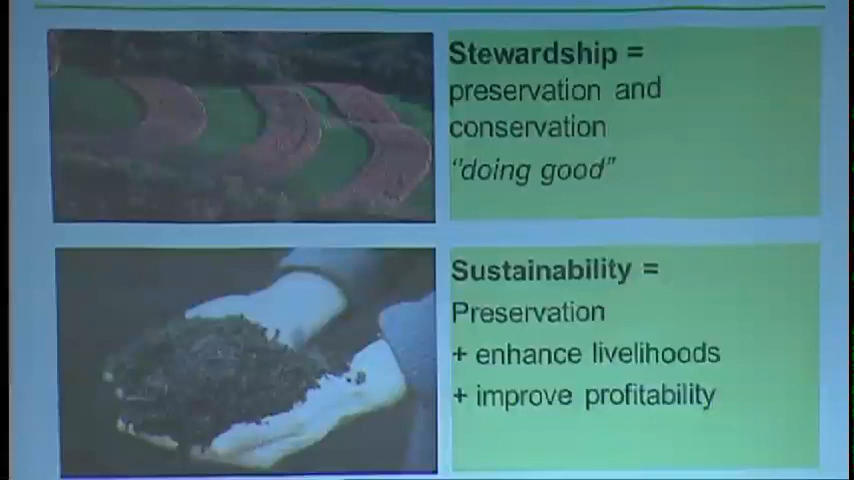 Stewardship =
preservation and
conservation
"doing good"
Sustainability =
Preservation
+ enhance livelihoods
+ improve profitability